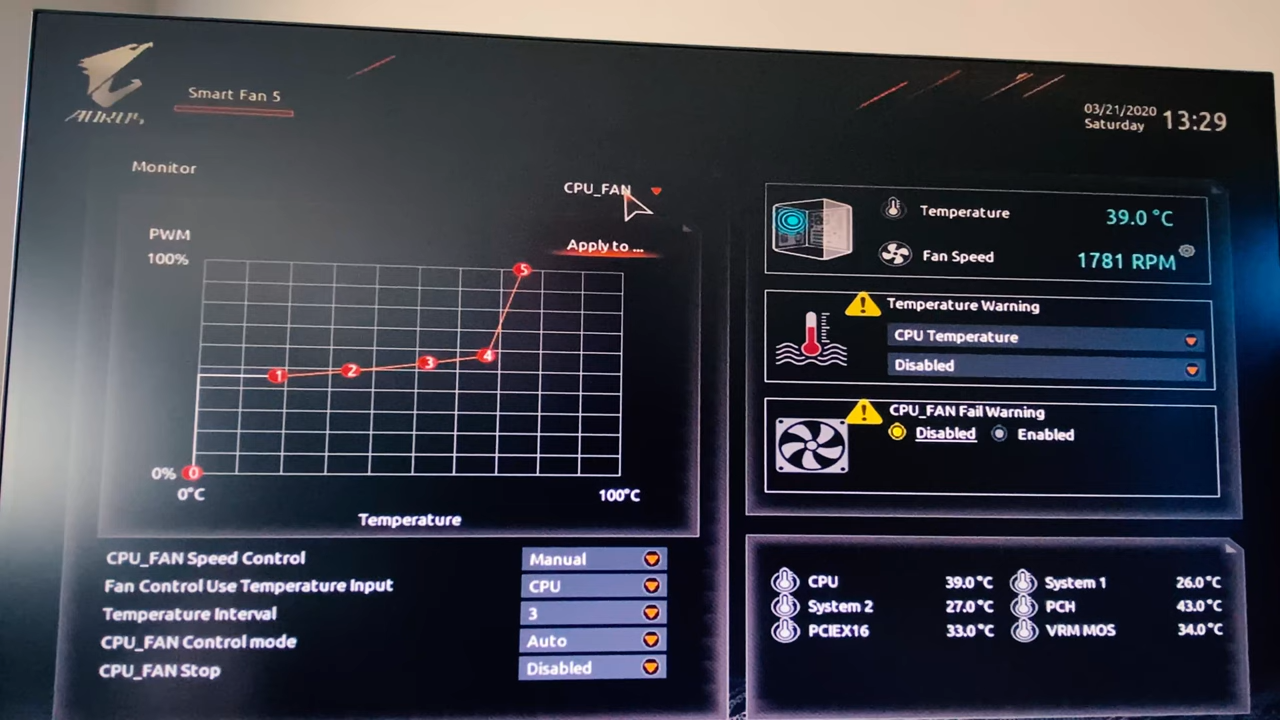 AORUS
Smart Fan 5
03/21/2020
Saturday
13:29
Monitor
CPU_FAN
PWM
100%
Apply to ...
1
2
3
4
5
0% 0
0°C
100°C
Temperature
CPU_FAN Speed Control Manual
Fan Control Use Temperature Input CPU
Temperature Interval 3
CPU_FAN Control mode Auto
CPU_FAN Stop Disabled
Temperature 39.0 °C
Fan Speed 1781 RPM
Temperature Warning
CPU Temperature
Disabled
CPU_FAN Fail Warning
Disabled Enabled
CPU 39.0°C System 1 26.0°C
System 2 27.0°C PCH 43.0°C
PCIEX16 33.0°C VRM MOS 34.0°C